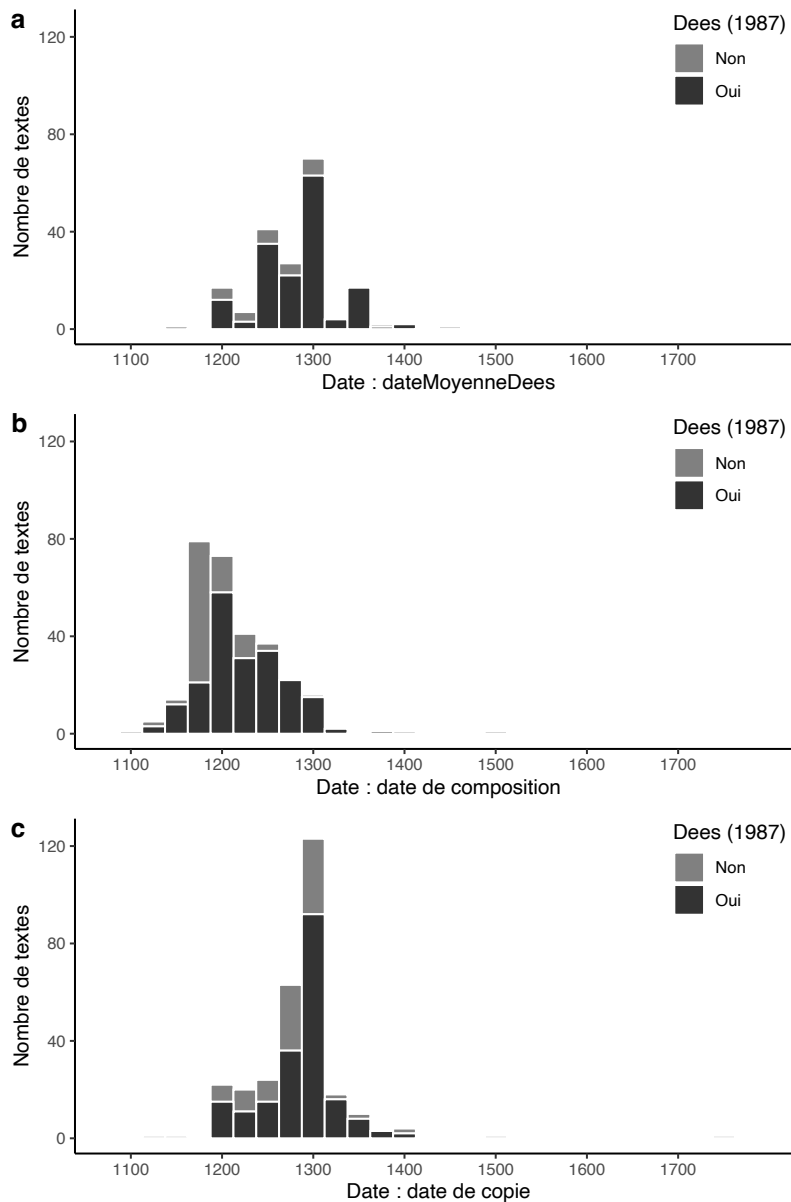 a
120
80
40
0
Nombre de textes
Dees (1987)
Non
Oui
1100 1200 1300 1400 1500 1600 1700
Date : dateMoyenneDees
b
120
80
40
0
Nombre de textes
Dees (1987)
Non
Oui
1100 1200 1300 1400 1500 1600 1700
Date : date de composition
c
120
80
40
0
Nombre de textes
Dees (1987)
Non
Oui
1100 1200 1300 1400 1500 1600 1700
Date : date de copie